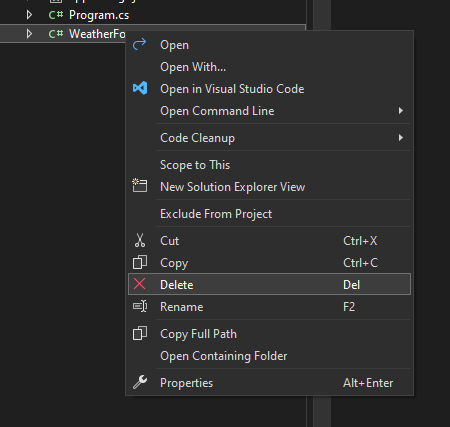 C# Program.cs
C# WeatherFo
Open
Open With...
Open in Visual Studio Code
Open Command Line
Code Cleanup
Scope to This
New Solution Explorer View
Exclude From Project
Cut Ctrl+X
Copy Ctrl+C
Delete Del
Rename F2
Copy Full Path
Open Containing Folder
Properties Alt+Enter